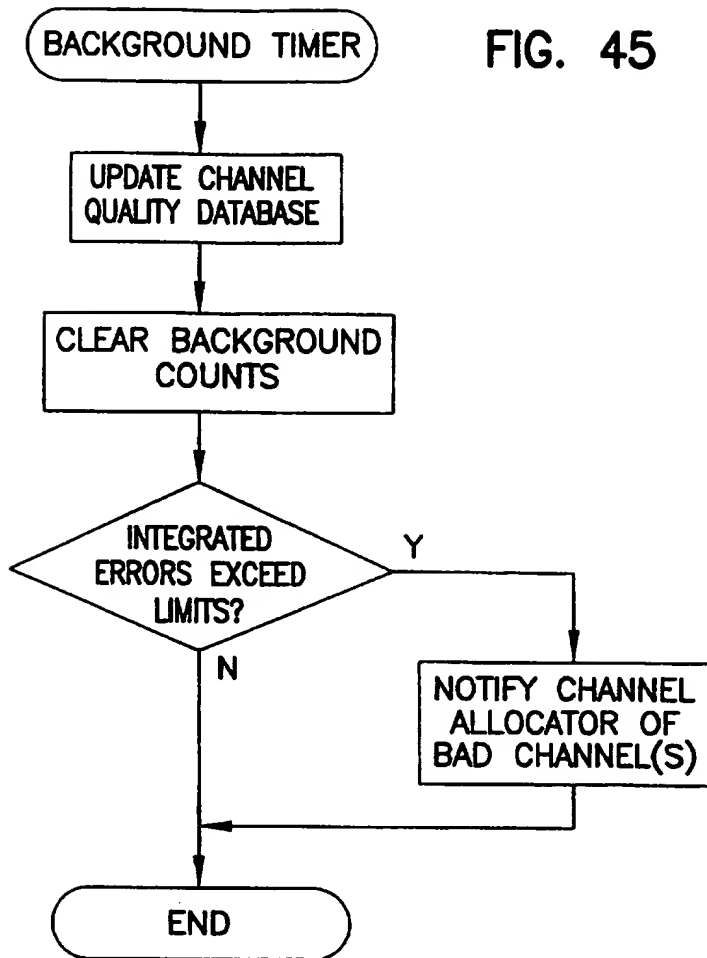 BACKGROUND TIMER
FIG. 45
UPDATE CHANNEL
QUALITY DATABASE
CLEAR BACKGROUND
COUNTS
INTEGRATED
ERRORS EXCEED
LIMITS?
Y
N
NOTIFY CHANNEL
ALLOCATOR OF
BAD CHANNEL(S)
END